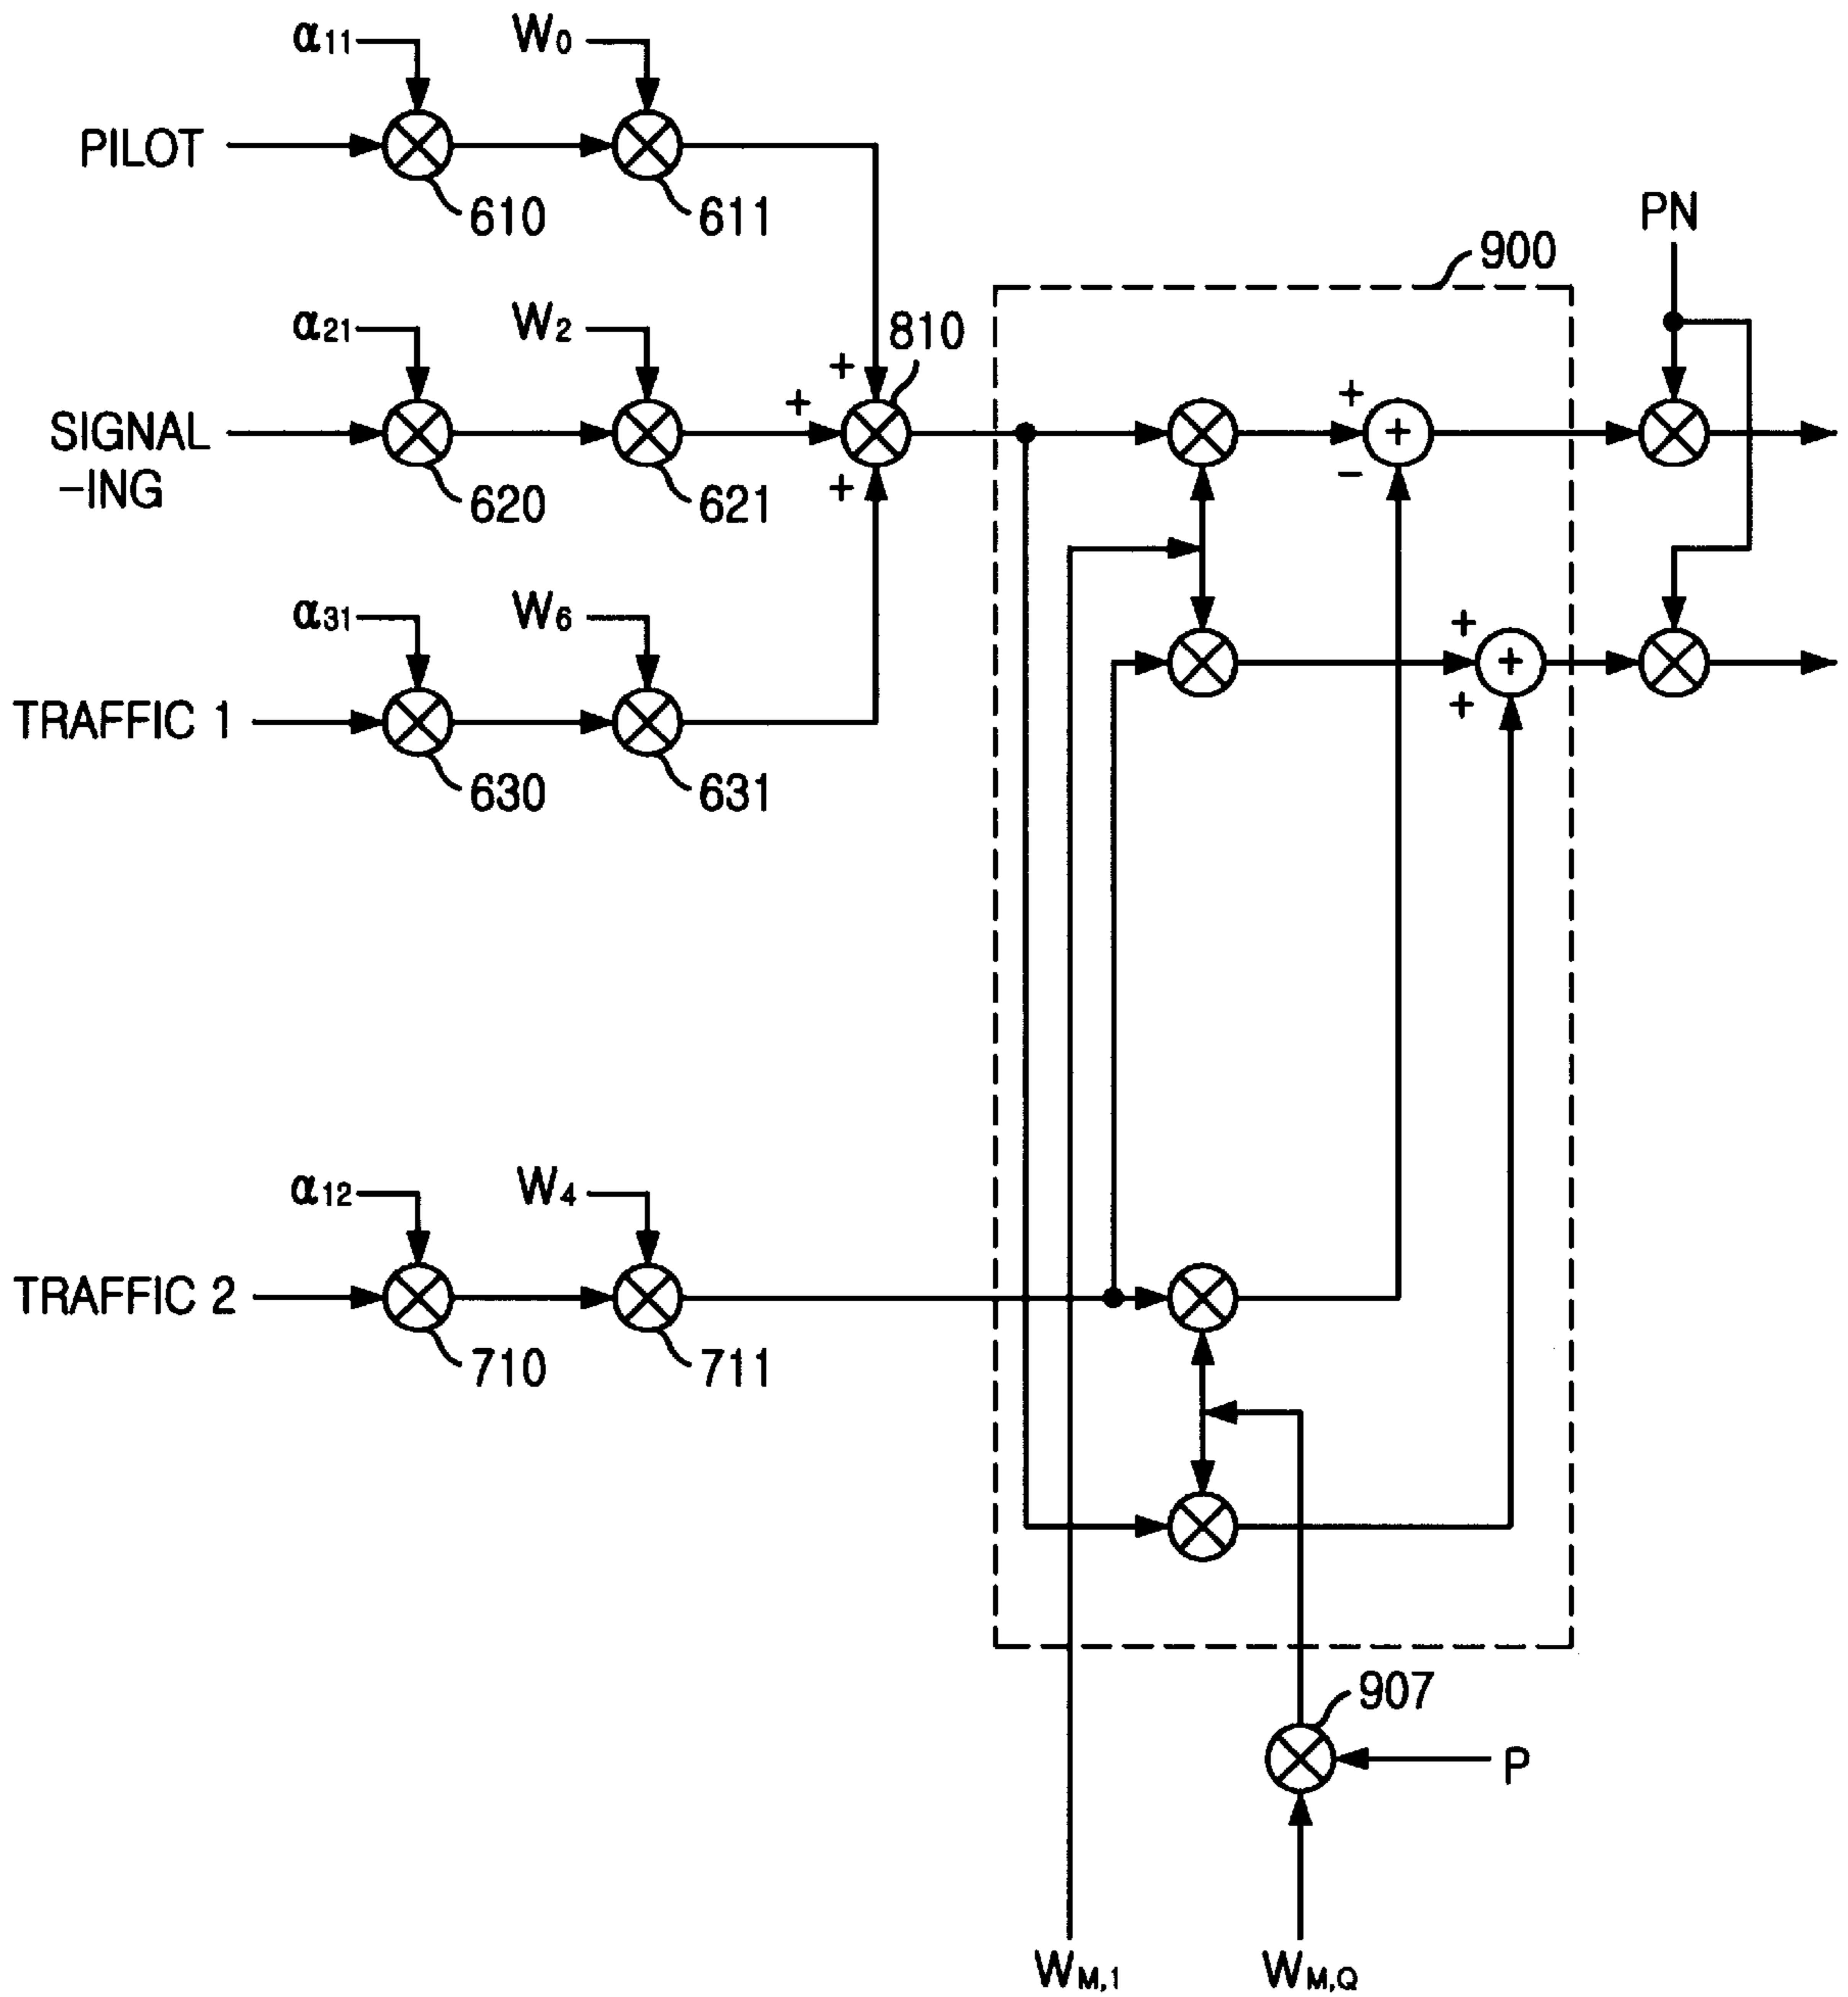 α11
W0
PILOT
610
611
PN
900
α21
W2
810
+
+
+
SIGNAL
-ING
620
621
+
+
−
α31
W6
+
+
+
TRAFFIC 1
630
631
α12
W4
TRAFFIC 2
710
711
907
P
WM,1
WM,Q